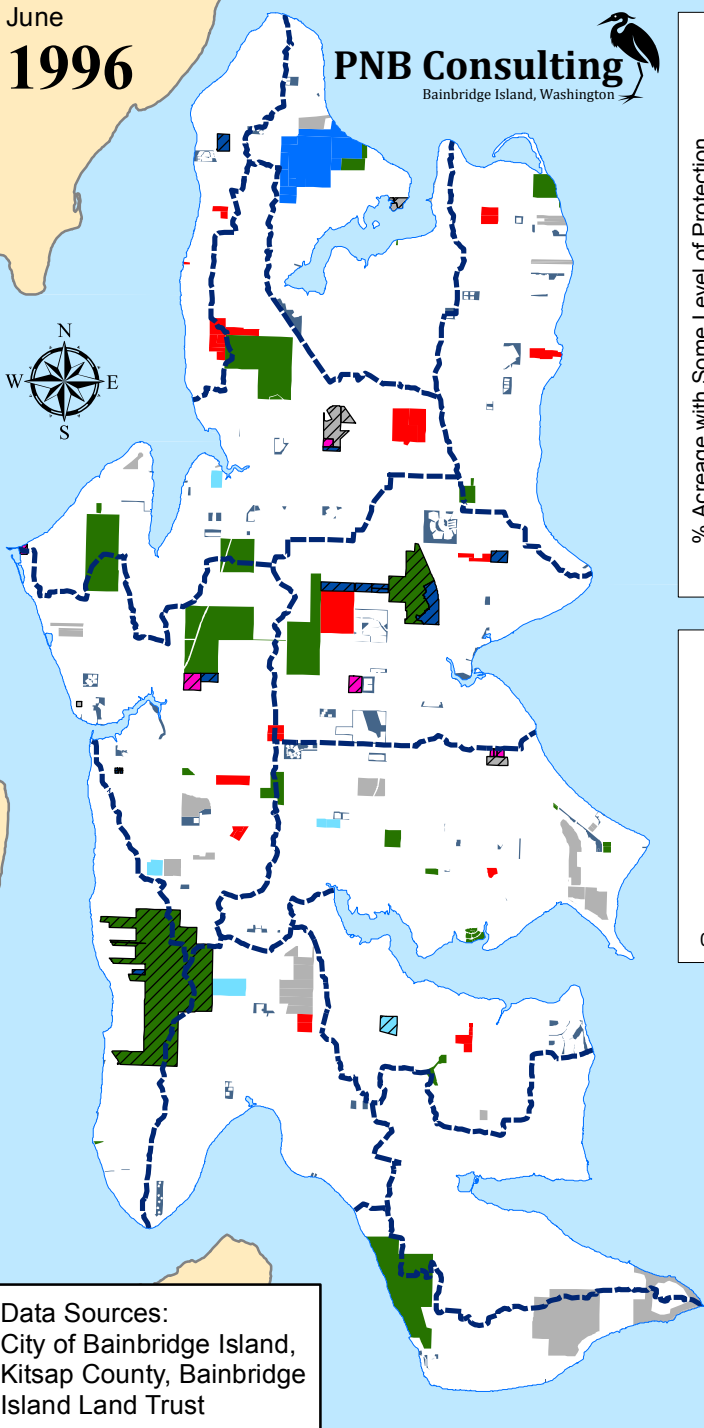 June
1996
PNB Consulting
Bainbridge Island, Washington
% Acreage with Some Level of Protection
N
W E
S
Data Sources:
City of Bainbridge Island,
Kitsap County, Bainbridge
Island Land Trust